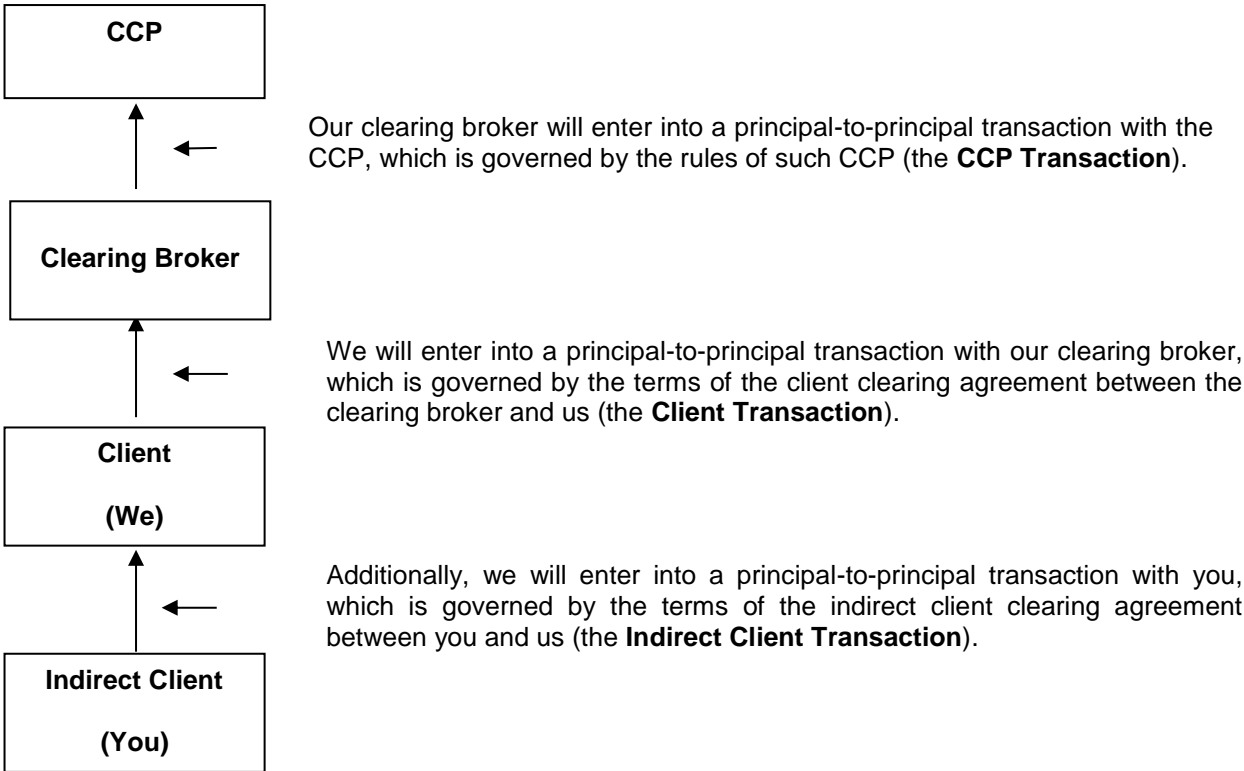 CCP
Our clearing broker will enter into a principal-to-principal transaction with the
CCP, which is governed by the rules of such CCP (the CCP Transaction).
Clearing Broker
We will enter into a principal-to-principal transaction with our clearing broker,
which is governed by the terms of the client clearing agreement between the
clearing broker and us (the Client Transaction).
Client
(We)
Additionally, we will enter into a principal-to-principal transaction with you,
which is governed by the terms of the indirect client clearing agreement
between you and us (the Indirect Client Transaction).
Indirect Client
(You)